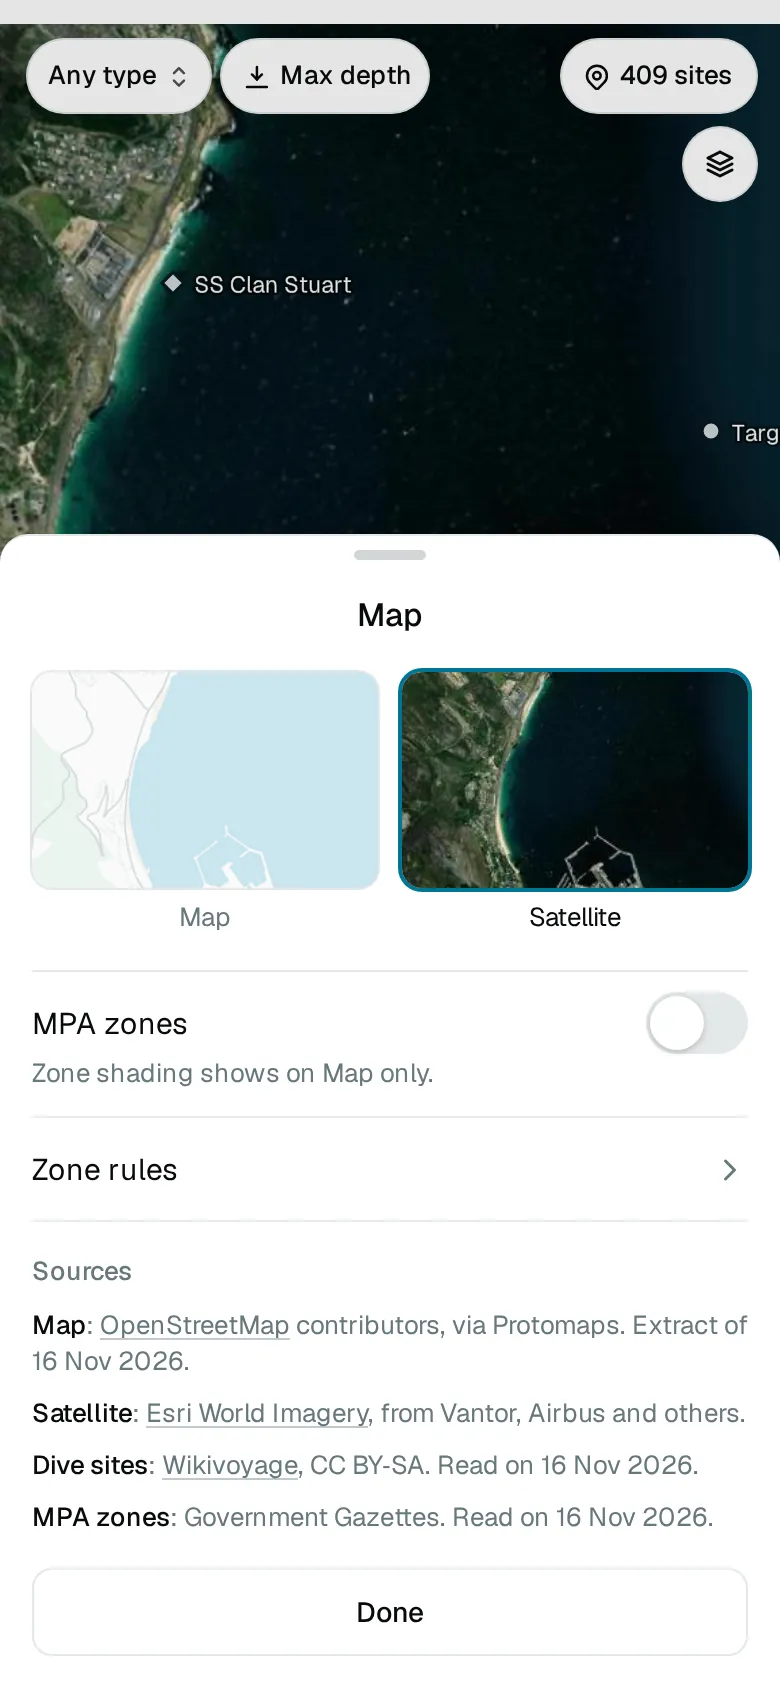 Any type
Max depth
409 sites
SS Clan Stuart
Targ
Map
Map
Satellite
MPA zones
Zone shading shows on Map only.
Zone rules
Sources
Map: OpenStreetMap contributors, via Protomaps. Extract of
16 Nov 2026.
Satellite: Esri World Imagery, from Vantor, Airbus and others.
Dive sites: Wikivoyage, CC BY-SA. Read on 16 Nov 2026.
MPA zones: Government Gazettes. Read on 16 Nov 2026.
Done